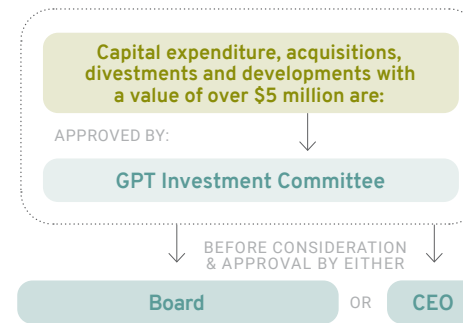 Capital expenditure, acquisitions,
divestments and developments with
a value of over $5 million are:
APPROVED BY:
GPT Investment Committee
BEFORE CONSIDERATION
& APPROVAL BY EITHER
Board OR CEO